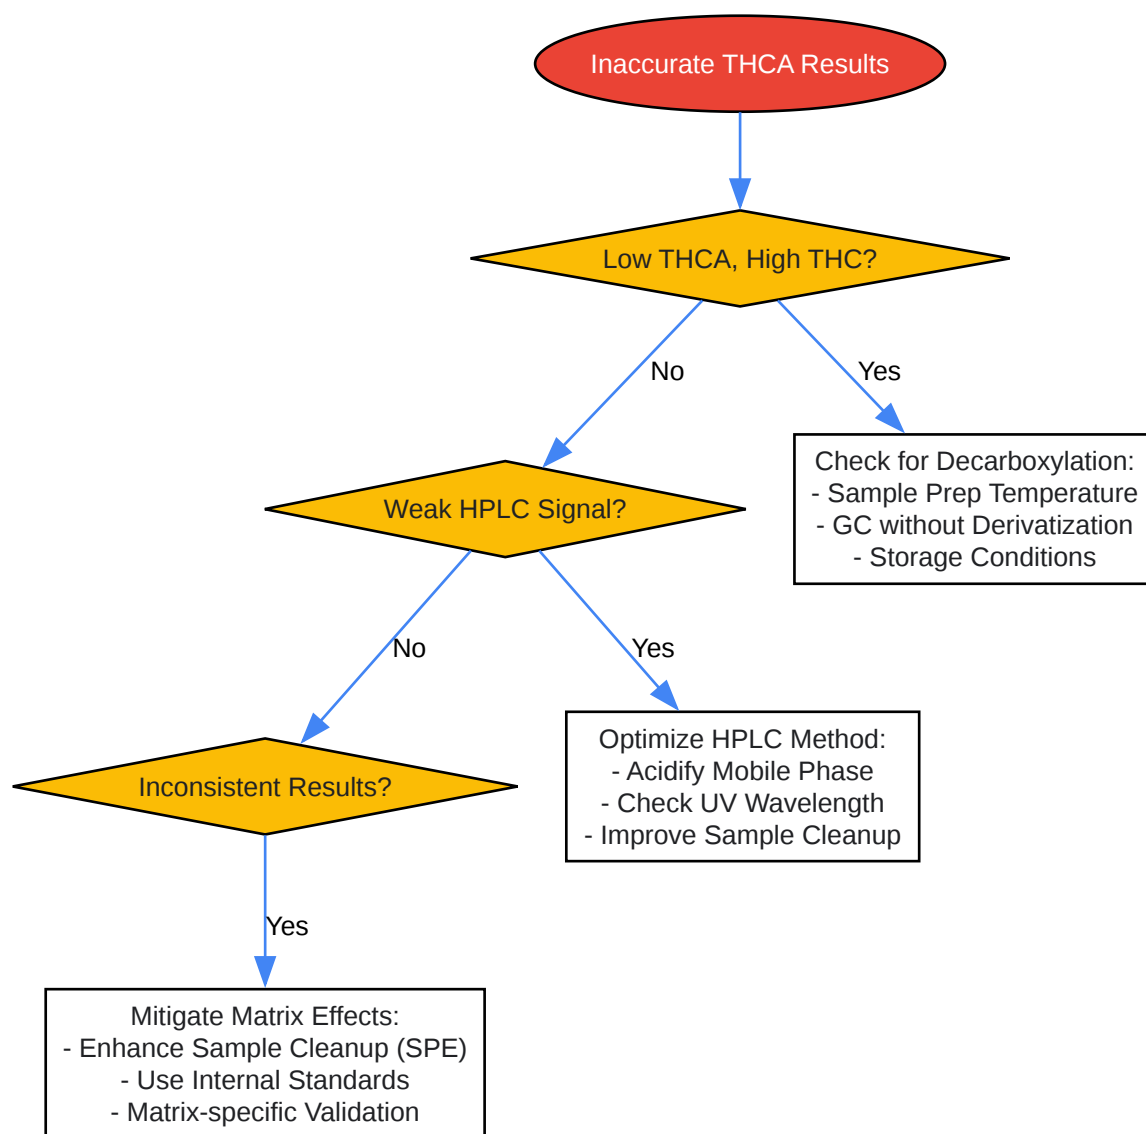 Inaccurate THCA Results
Low THCA, High THC?
No
Yes
Check for Decarboxylation:
- Sample Prep Temperature
- GC without Derivatization
- Storage Conditions
Weak HPLC Signal?
No
Yes
Optimize HPLC Method:
- Acidify Mobile Phase
- Check UV Wavelength
- Improve Sample Cleanup
Inconsistent Results?
Yes
Mitigate Matrix Effects:
- Enhance Sample Cleanup (SPE)
- Use Internal Standards
- Matrix-specific Validation